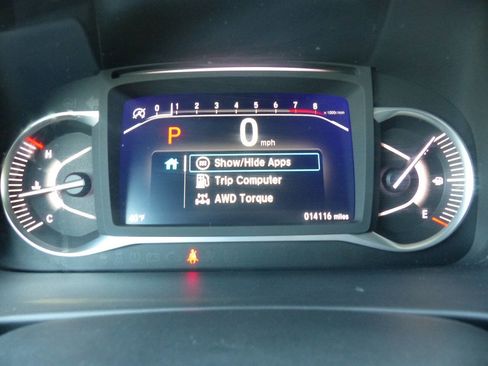 0 1 2 3 4 5 6 7 8 x1000r/min
P 0 mph
H
Show/Hide Apps
Trip Computer
AWD Torque
C
E
014116 miles